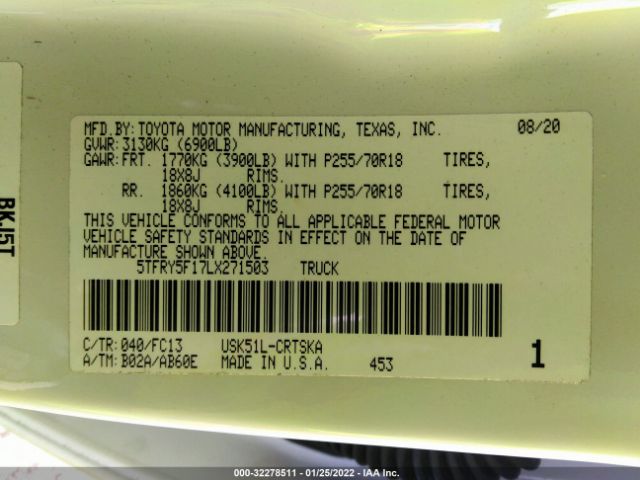 MFD.BY: TOYOTA MOTOR MANUFACTURING, TEXAS, INC. 08/20
GVWR: 3130KG (6900LB)
GAWR: FRT. 1770KG (3900LB) WITH P255/70R18 TIRES,
18X8J RIMS.
RR. 1860KG (4100LB) WITH P255/70R18 TIRES,
18X8J RIMS.
THIS VEHICLE CONFORMS TO ALL APPLICABLE FEDERAL MOTOR
VEHICLE SAFETY STANDARDS IN EFFECT ON THE DATE OF
MANUFACTURE SHOWN ABOVE.
5TFRY5F17LX271503 TRUCK
C/TR: 040/FC13 USK51L-CRTSKA
A/TM: B02A/AB60E MADE IN U.S.A. 453 1
BKJ5T
000-32278511 - 01/25/2022 - IAA Inc.